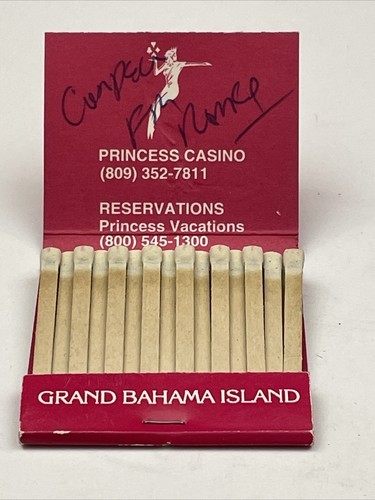 PRINCESS CASINO
(809) 352-7811
RESERVATIONS
Princess Vacations
(800) 545-1300
GRAND BAHAMA ISLAND